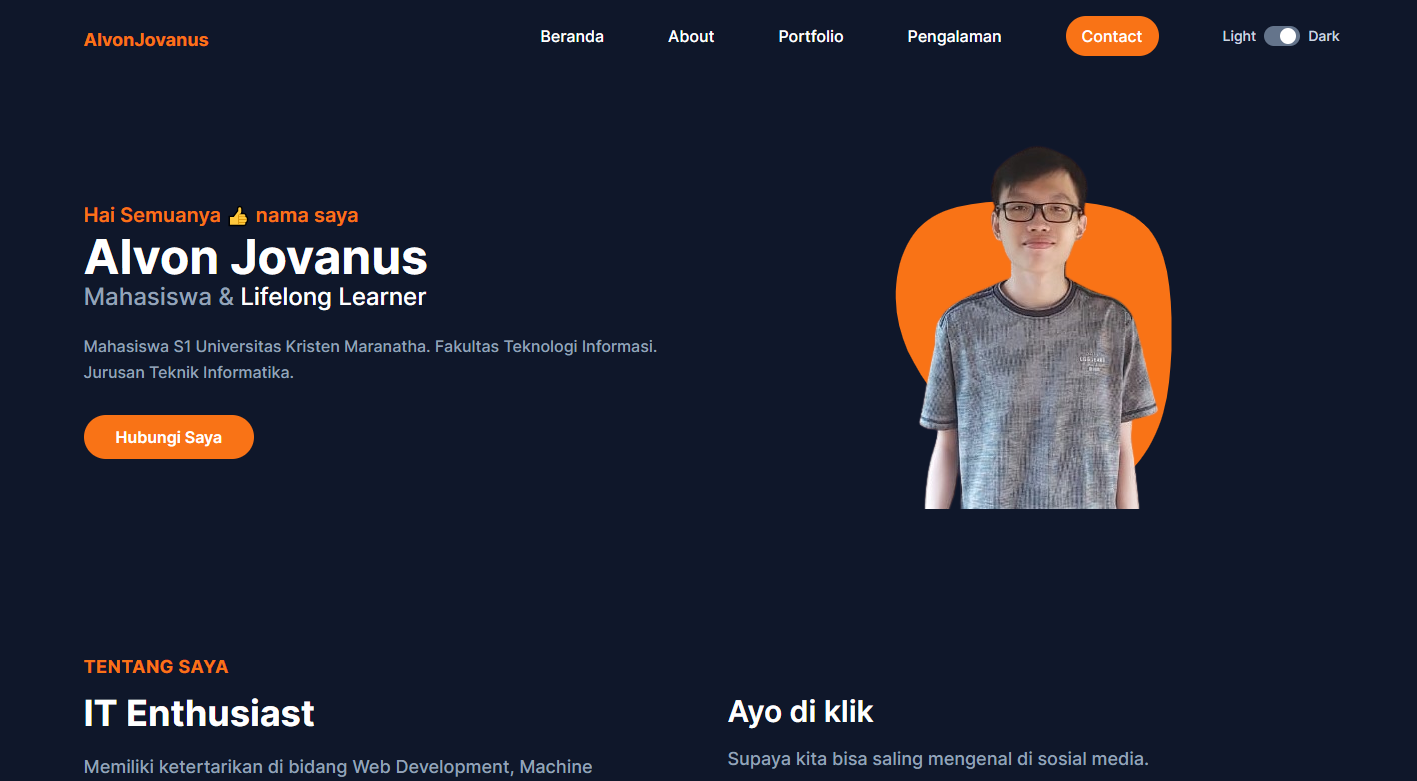 AlvonJovanus
Beranda
About
Portfolio
Pengalaman
Contact
Light
Dark
Hai Semuanya 👍 nama saya
Alvon Jovanus
Mahasiswa & Lifelong Learner
Mahasiswa S1 Universitas Kristen Maranatha. Fakultas Teknologi Informasi.
Jurusan Teknik Informatika.
Hubungi Saya
TENTANG SAYA
IT Enthusiast
Memiliki ketertarikan di bidang Web Development, Machine
Ayo di klik
Supaya kita bisa saling mengenal di sosial media.